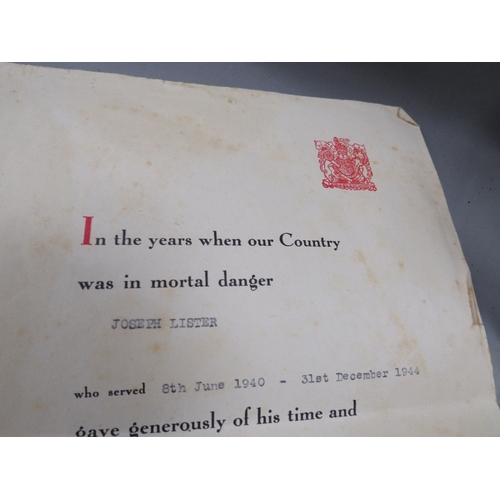 In the years when our Country
was in mortal danger
JOSEPH LISTER
who served 8th June 1940 - 31st December 1944
gave generously of his time and